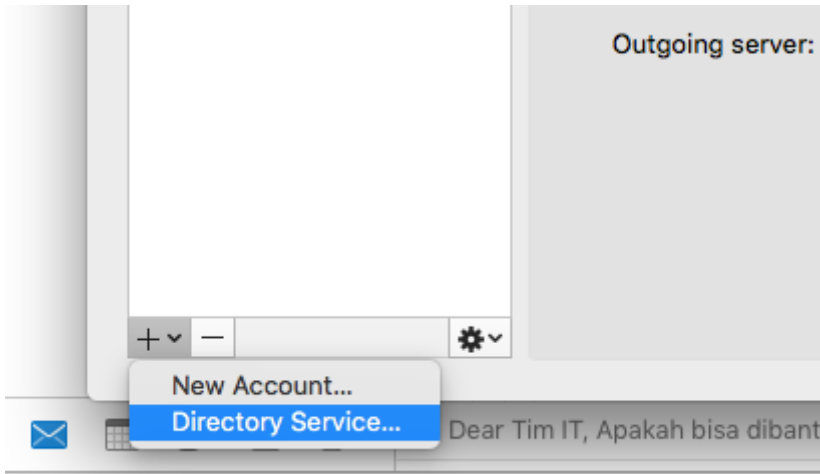 Outgoing server:
New Account...
Directory Service...
Dear Tim IT, Apakah bisa dibant